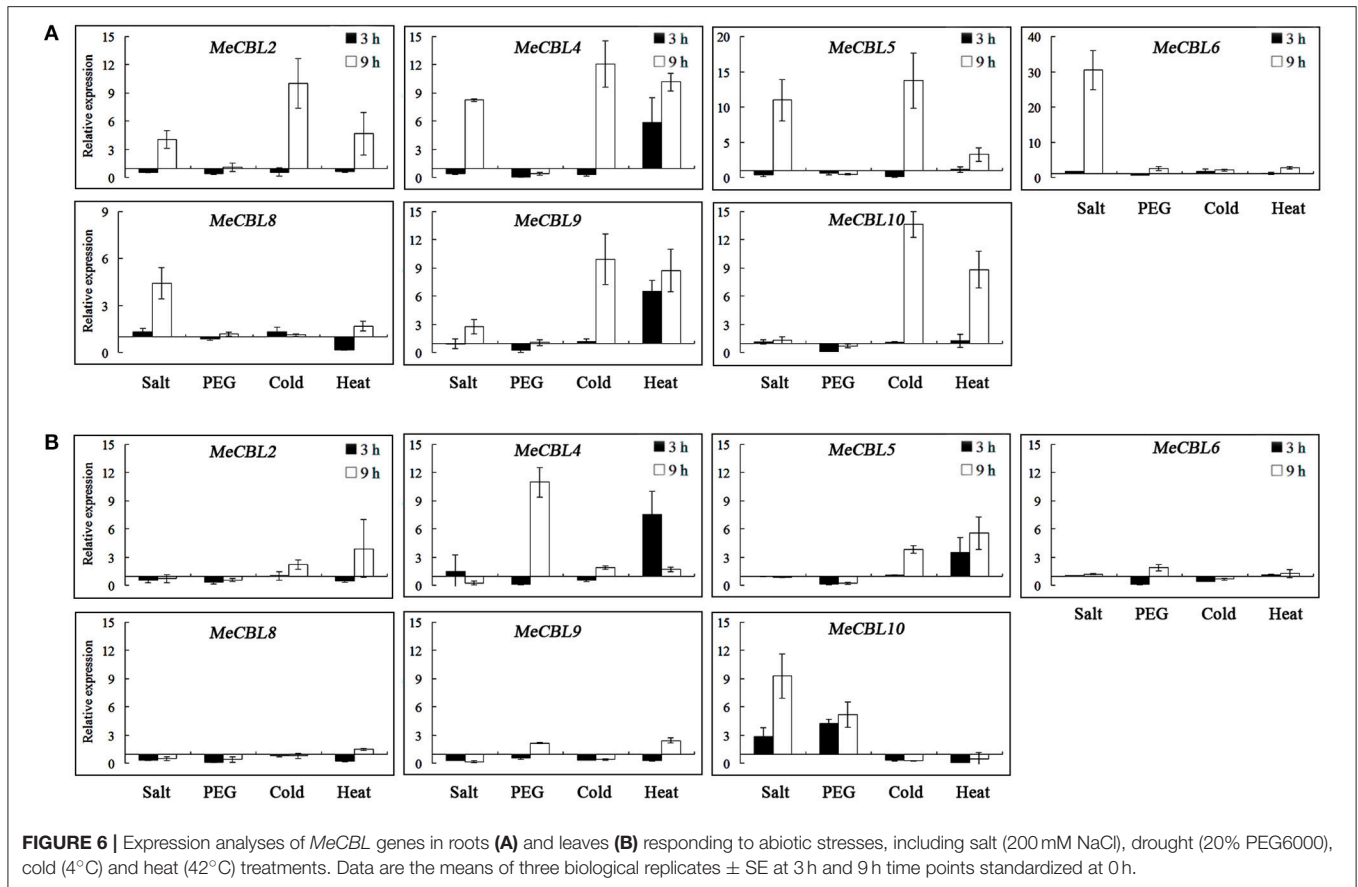 A
MeCBL2 3 h 9 h
MeCBL4 3 h 9 h
MeCBL5 3 h 9 h
MeCBL6 3 h 9 h
Relative expression
15 12 9 6 3 0
15 12 9 6 3 0
20 15 10 5 0
40 30 20 10 0
Salt PEG Cold Heat
MeCBL8
MeCBL9
MeCBL10
Relative expression
9 6 3 0
15 12 9 6 3 0
15 12 9 6 3 0
Salt PEG Cold Heat
Salt PEG Cold Heat
Salt PEG Cold Heat
B
MeCBL2 3 h 9 h
MeCBL4 3 h 9 h
MeCBL5 3 h 9 h
MeCBL6 3 h 9 h
Relative expression
15 12 9 6 3 0
15 12 9 6 3 0
15 12 9 6 3 0
15 12 9 6 3 0
Salt PEG Cold Heat
MeCBL8
MeCBL9
MeCBL10
Relative expression
15 12 9 6 3 0
15 12 9 6 3 0
15 12 9 6 3 0
Salt PEG Cold Heat
Salt PEG Cold Heat
Salt PEG Cold Heat
FIGURE 6 | Expression analyses of MeCBL genes in roots (A) and leaves (B) responding to abiotic stresses, including salt (200 mM NaCl), drought (20% PEG6000),
cold (4°C) and heat (42°C) treatments. Data are the means of three biological replicates ± SE at 3 h and 9 h time points standardized at 0 h.